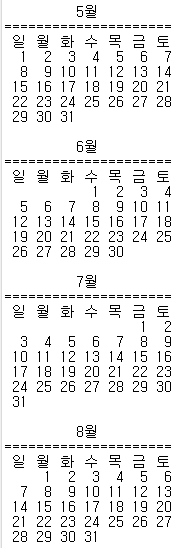 5월
==========================
일 월 화 수 목 금 토
1 2 3 4 5 6 7
8 9 10 11 12 13 14
15 16 17 18 19 20 21
22 23 24 25 26 27 28
29 30 31
6월
==========================
일 월 화 수 목 금 토
1 2 3 4
5 6 7 8 9 10 11
12 13 14 15 16 17 18
19 20 21 22 23 24 25
26 27 28 29 30
7월
==========================
일 월 화 수 목 금 토
1 2
3 4 5 6 7 8 9
10 11 12 13 14 15 16
17 18 19 20 21 22 23
24 25 26 27 28 29 30
31
8월
==========================
일 월 화 수 목 금 토
1 2 3 4 5 6
7 8 9 10 11 12 13
14 15 16 17 18 19 20
21 22 23 24 25 26 27
28 29 30 31